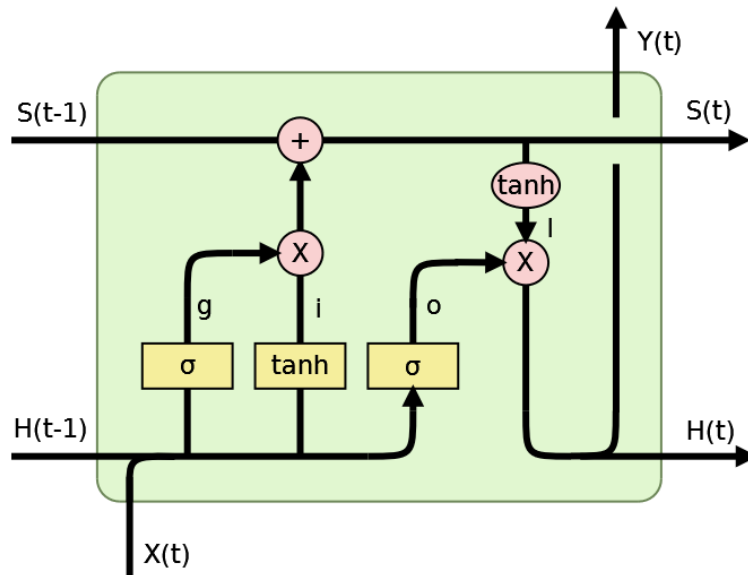 Y(t)
S(t-1)
S(t)
+
tanh
l
X
X
g
i
o
σ
tanh
σ
H(t-1)
H(t)
X(t)